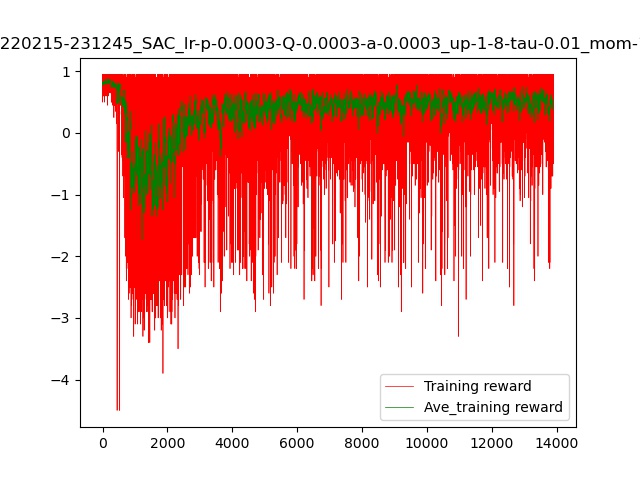 220215-231245_SAC_lr-p-0.0003-Q-0.0003-a-0.0003_up-1-8-tau-0.01_mom-
1
0
−1
−2
−3
−4
0 2000 4000 6000 8000 10000 12000 14000
Training reward
Ave_training reward